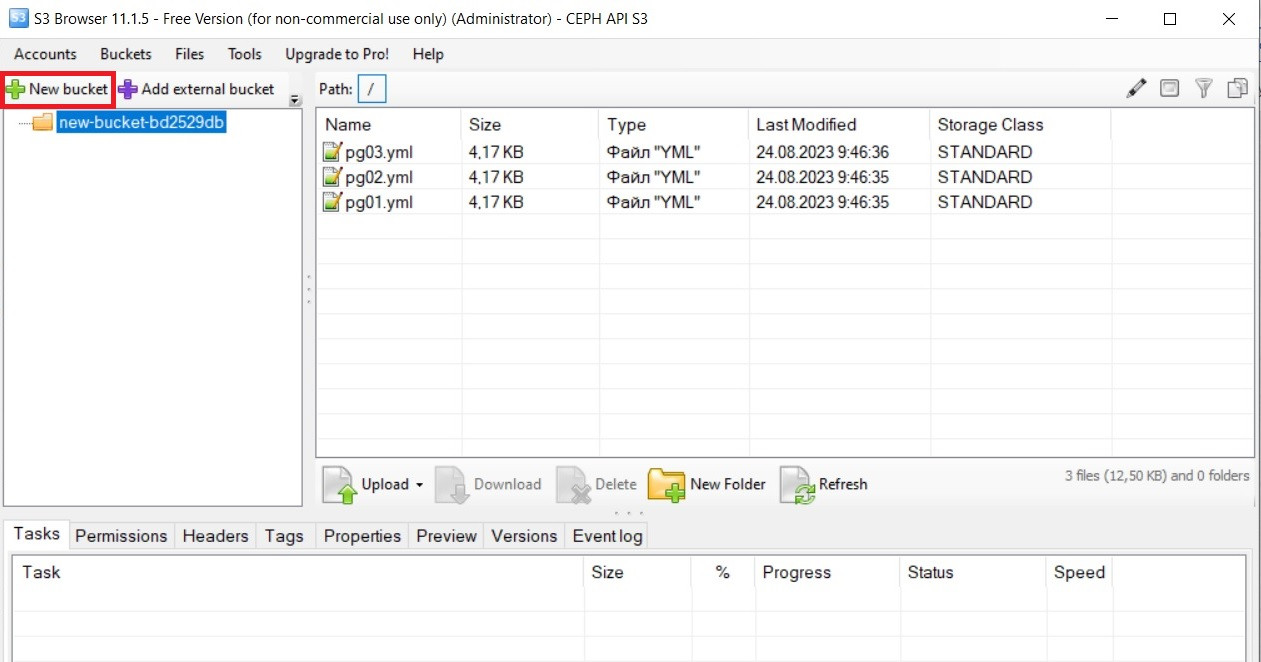 S3 Browser 11.1.5 - Free Version (for non-commercial use only) (Administrator) - CEPH API S3
Accounts Buckets Files Tools Upgrade to Pro! Help
New bucket Add external bucket Path: /
new-bucket-bd2529db
Name Size Type Last Modified Storage Class
pg03.yml 4,17 KB Файл "YML" 24.08.2023 9:46:36 STANDARD
pg02.yml 4,17 KB Файл "YML" 24.08.2023 9:46:35 STANDARD
pg01.yml 4,17 KB Файл "YML" 24.08.2023 9:46:35 STANDARD
Upload Download Delete New Folder Refresh 3 files (12,50 KB) and 0 folders
Tasks Permissions Headers Tags Properties Preview Versions Event log
Task Size % Progress Status Speed